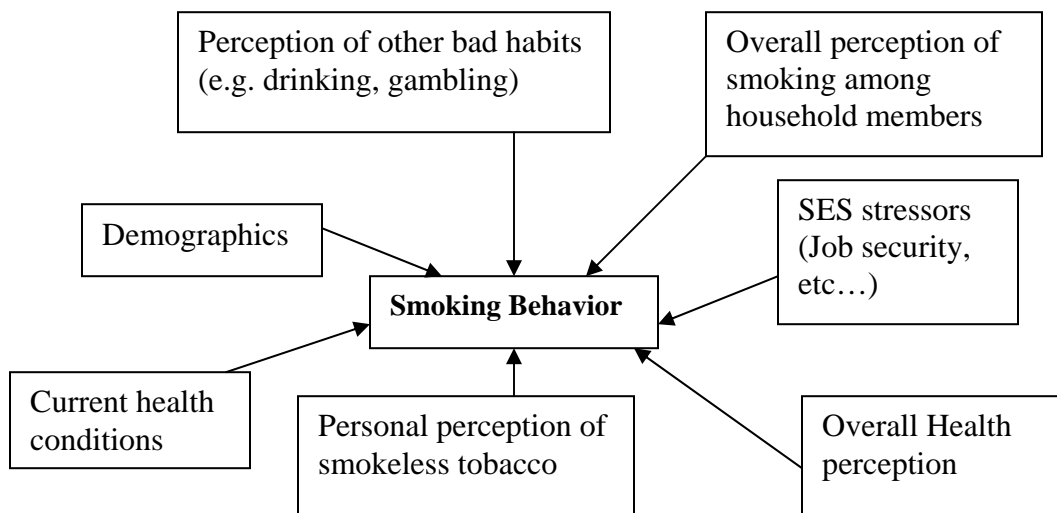 Perception of other bad habits
(e.g. drinking, gambling)
Overall perception of
smoking among
household members
Demographics
SES stressors
(Job security,
etc…)
Smoking Behavior
Current health
conditions
Personal perception of
smokeless tobacco
Overall Health
perception